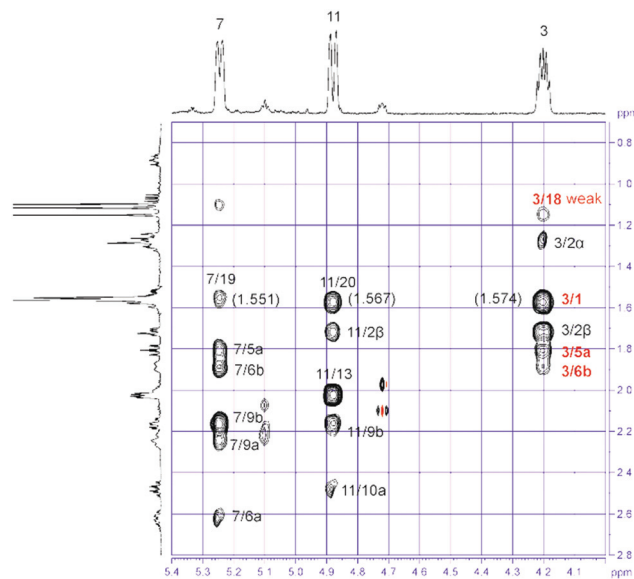 7 11 3
ppm
0.8
1.0
3/18 weak
1.2
3/2α
7/19 11/20
1.4
(1.551) (1.567) (1.574) 3/1
1.6
11/2β 3/2β
7/5a 3/5a
1.8
7/6b 11/13 3/6b
2.0
7/9b 11/9b
2.2
7/9a
2.4
11/10a
7/6a
2.6
2.8
5.4 5.3 5.2 5.1 5.0 4.9 4.8 4.7 4.6 4.5 4.4 4.3 4.2 4.1 ppm
ppm